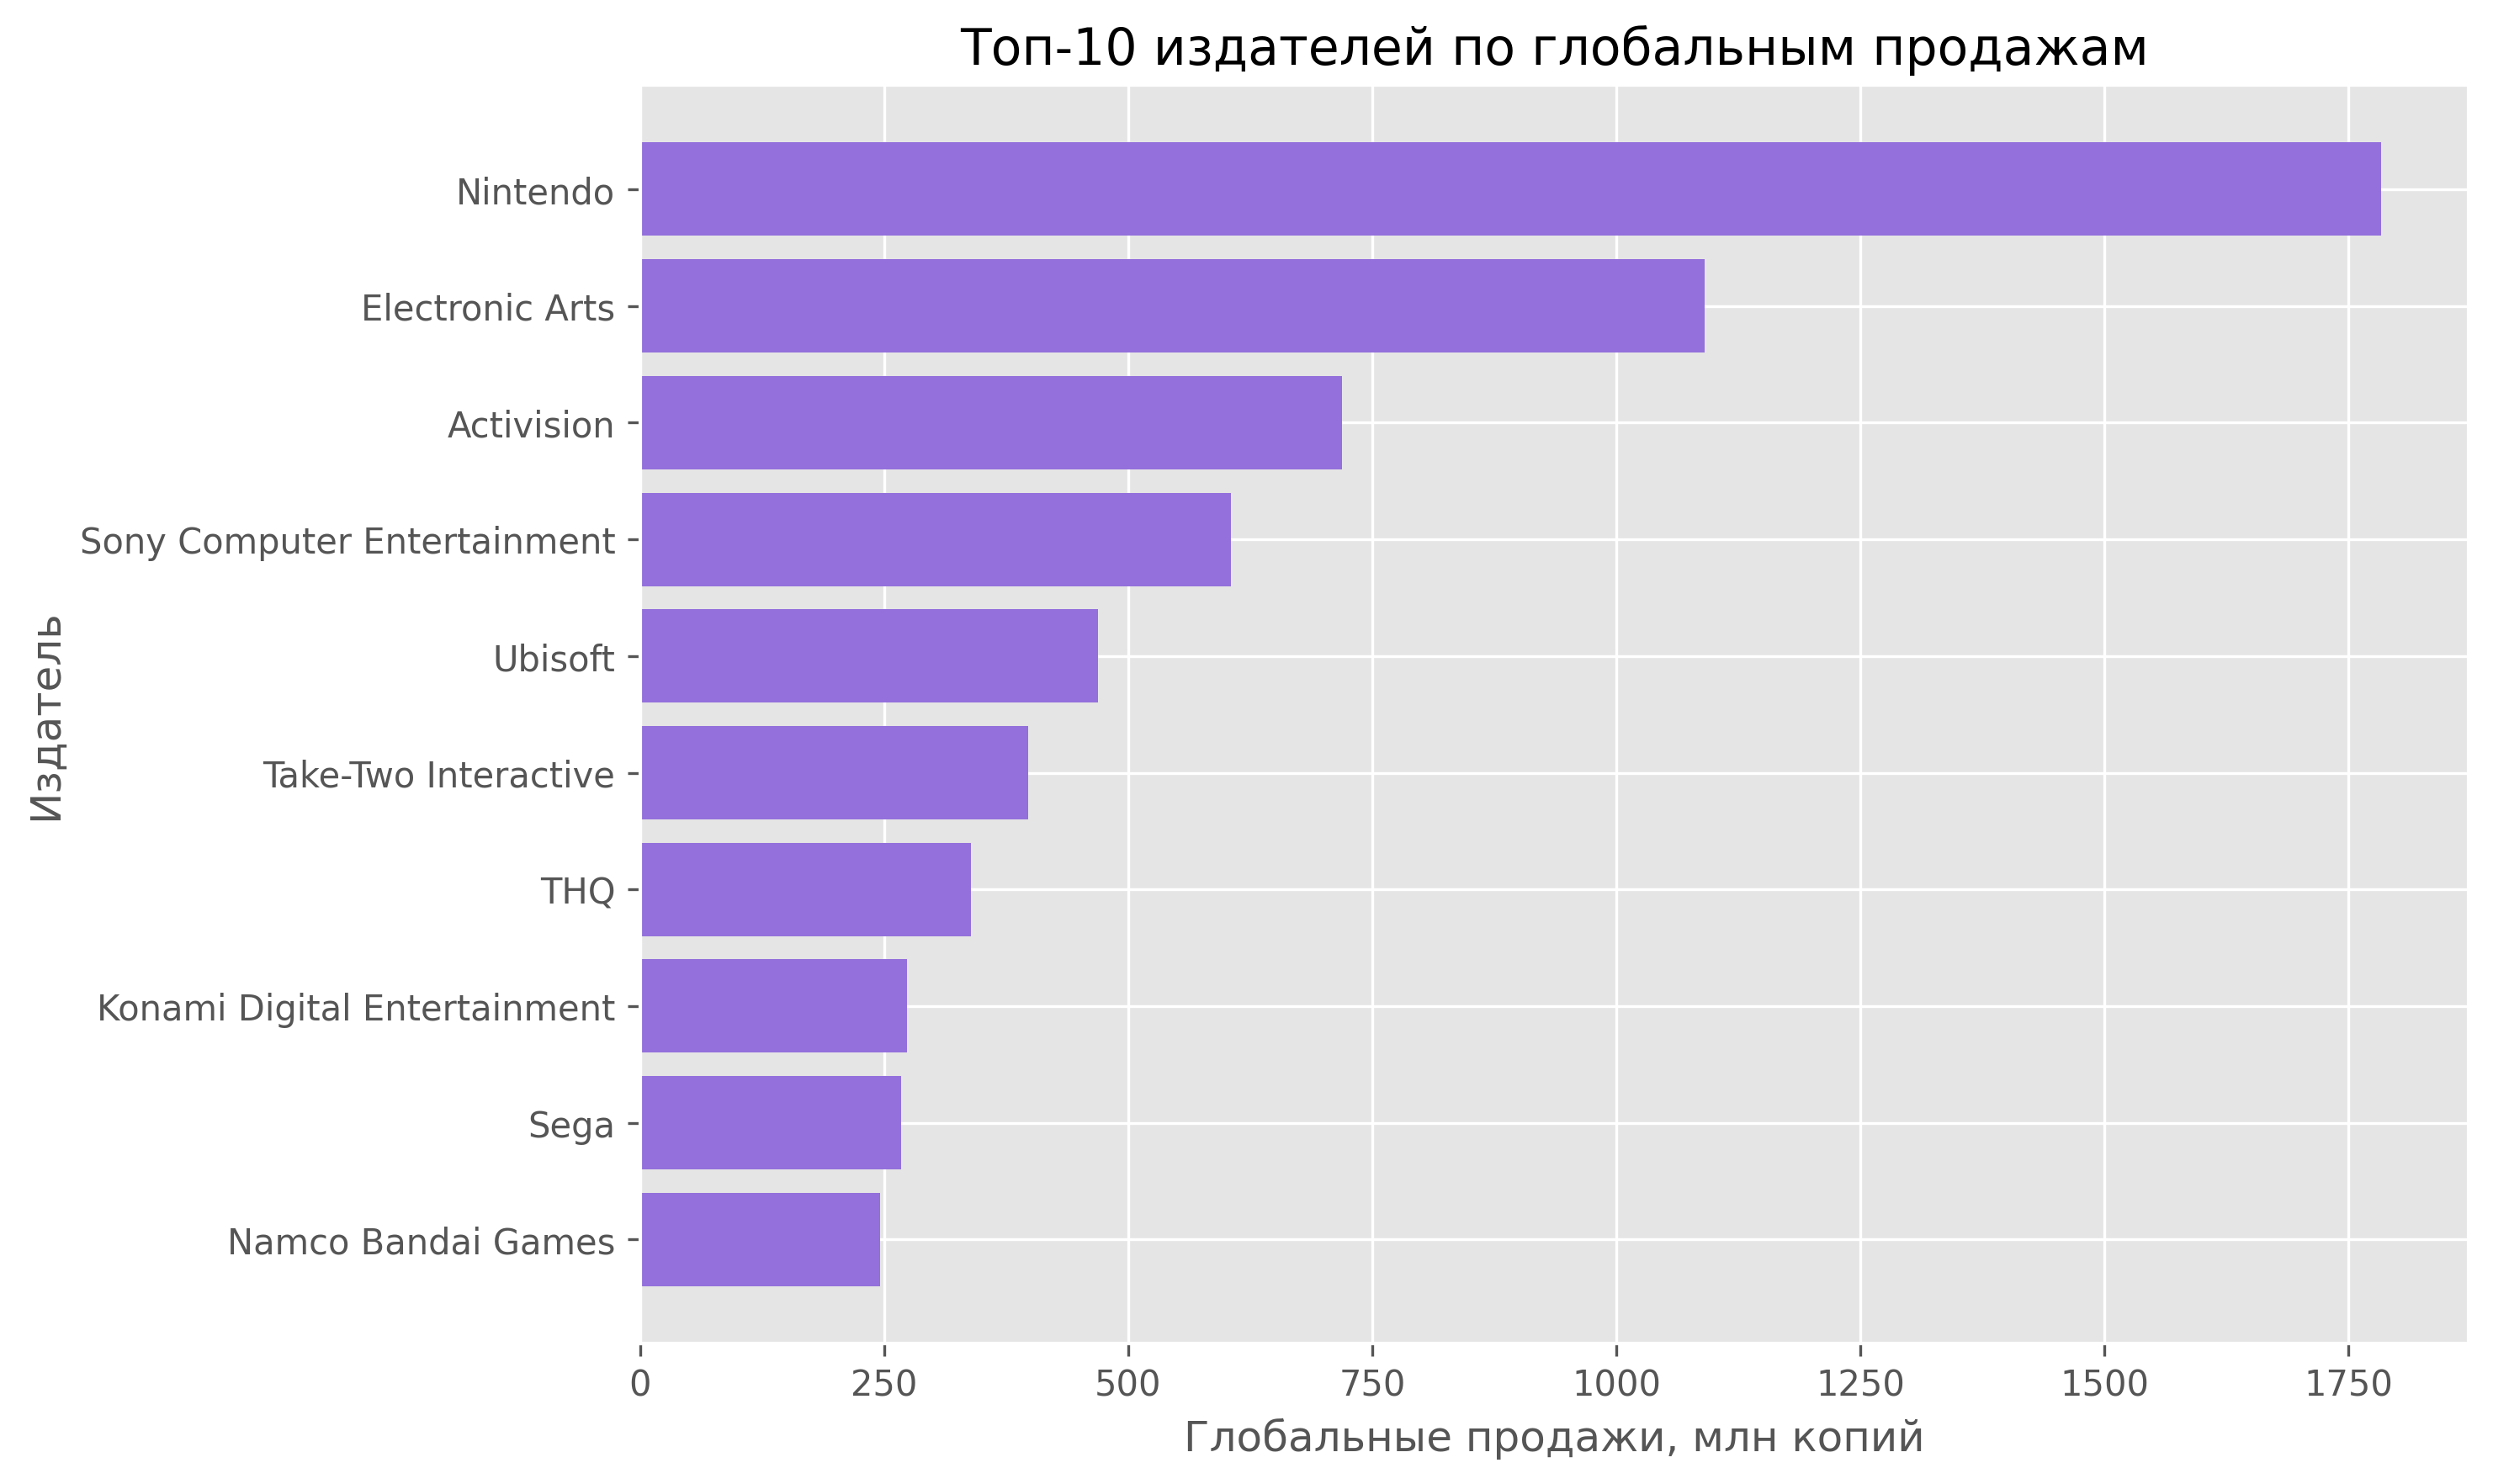 Топ-10 издателей по глобальным продажам
Nintendo
Electronic Arts
Activision
Sony Computer Entertainment
Ubisoft
Take-Two Interactive
THQ
Konami Digital Entertainment
Sega
Namco Bandai Games
Издатель
0 250 500 750 1000 1250 1500 1750
Глобальные продажи, млн копий